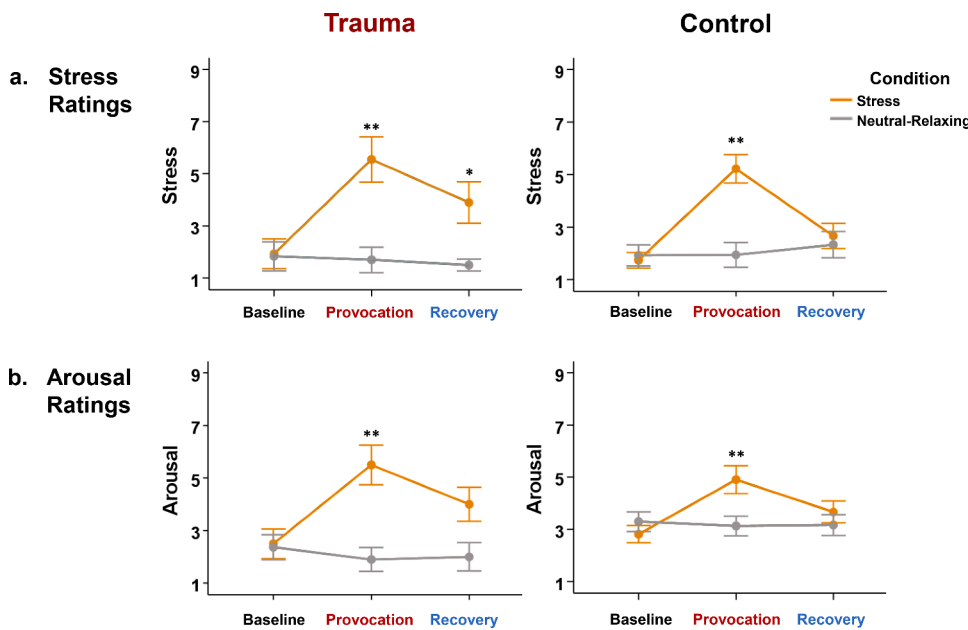 Trauma
Control
a. Stress
Ratings
Condition
Stress
Neutral-Relaxing
9
7
5
3
1
Stress
**
*
Baseline
Provocation
Recovery
9
7
5
3
1
Stress
**
Baseline
Provocation
Recovery
b. Arousal
Ratings
9
7
5
3
1
Arousal
**
Baseline
Provocation
Recovery
9
7
5
3
1
Arousal
**
Baseline
Provocation
Recovery